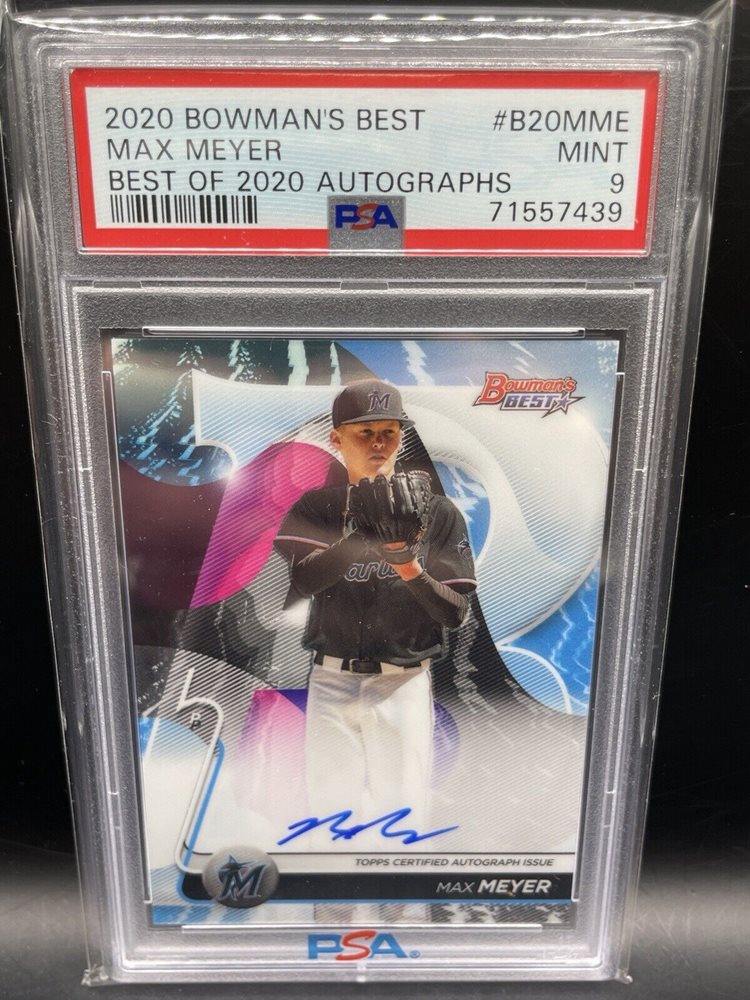 2020 BOWMAN'S BEST #B20MME
MAX MEYER MINT
BEST OF 2020 AUTOGRAPHS 9
PSA 71557439
Bowman's
BEST
M
TOPPS CERTIFIED AUTOGRAPH ISSUE
M MAX MEYER
PSA®